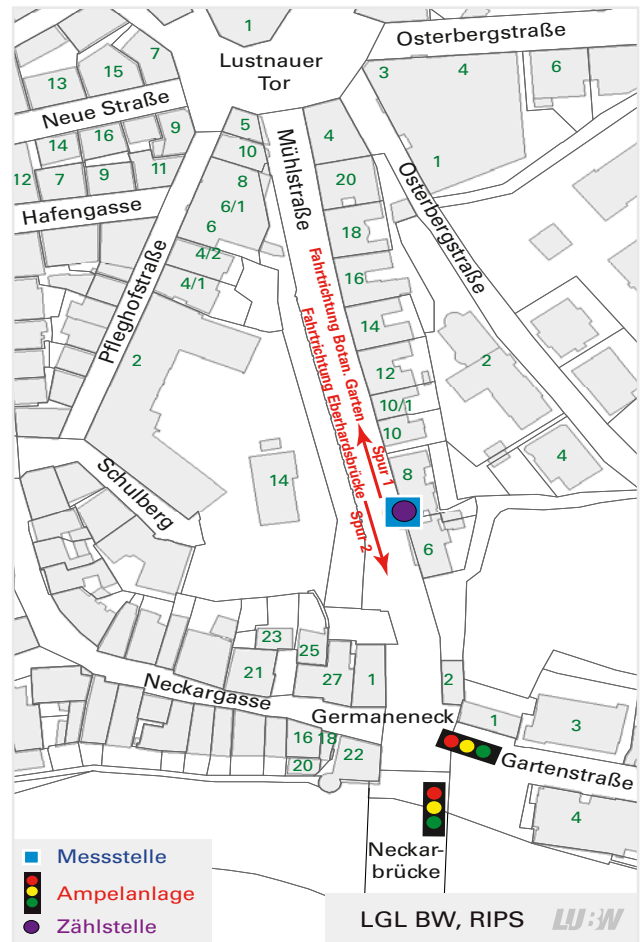 1
Lustnauer
Tor
Osterbergstraße
7
15
13
3
4
6
Neue Straße
14
16
9
5
10
4
1
12
7
9
11
8
20
Hafengasse
6/1
6
18
Mühlstraße
Osterbergstraße
4/2
4/1
16
Pfleghofstraße
Fahrtrichtung Botan. Garten
Fahrtrichtung Eberhardsbrücke
14
2
12
2
10/1
10
4
Spur 1
8
14
Schulberg
Spur 2
6
23
25
21
27
1
2
Neckargasse
Germaneneck
1
3
16
18
22
20
Gartenstraße
4
Neckar-
brücke
Messstelle
Ampelanlage
Zählstelle
LGL BW, RIPS
LUBW